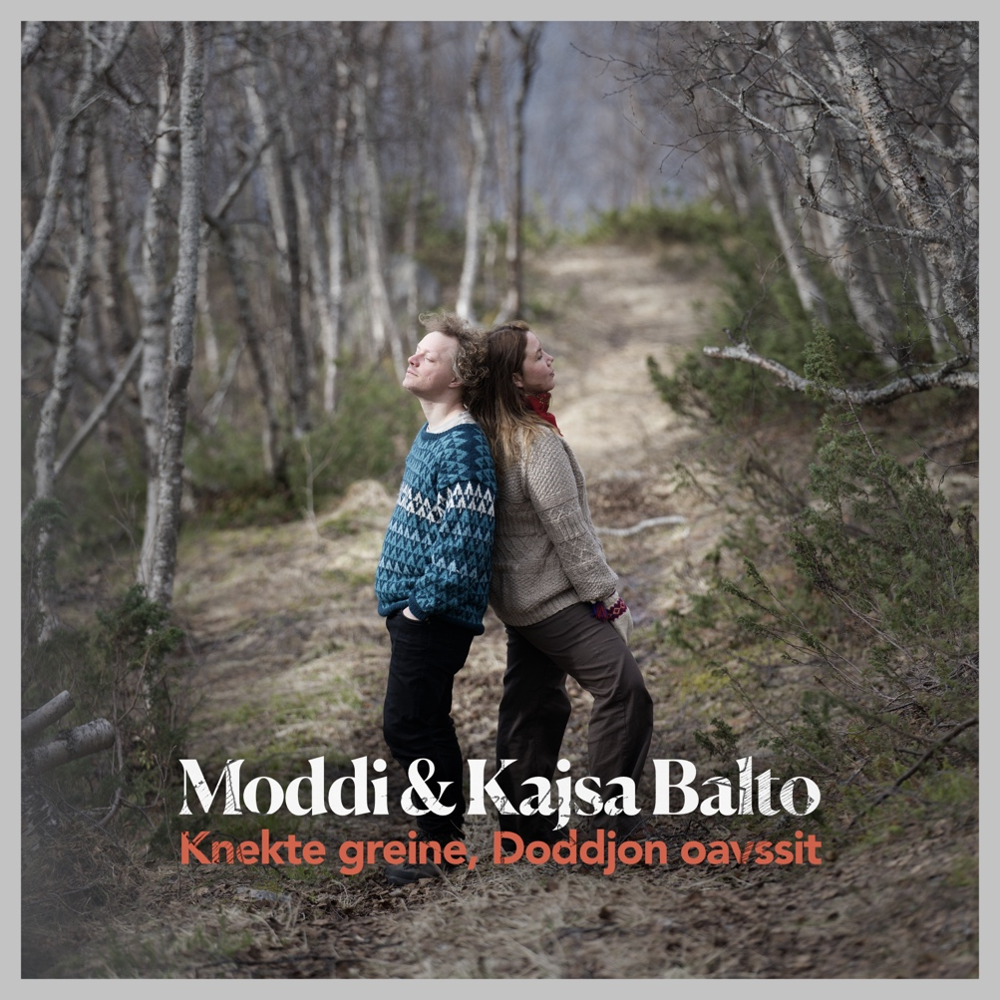 Moddi & Kajsa Balto
Knekte greine, Doddjon oavssit